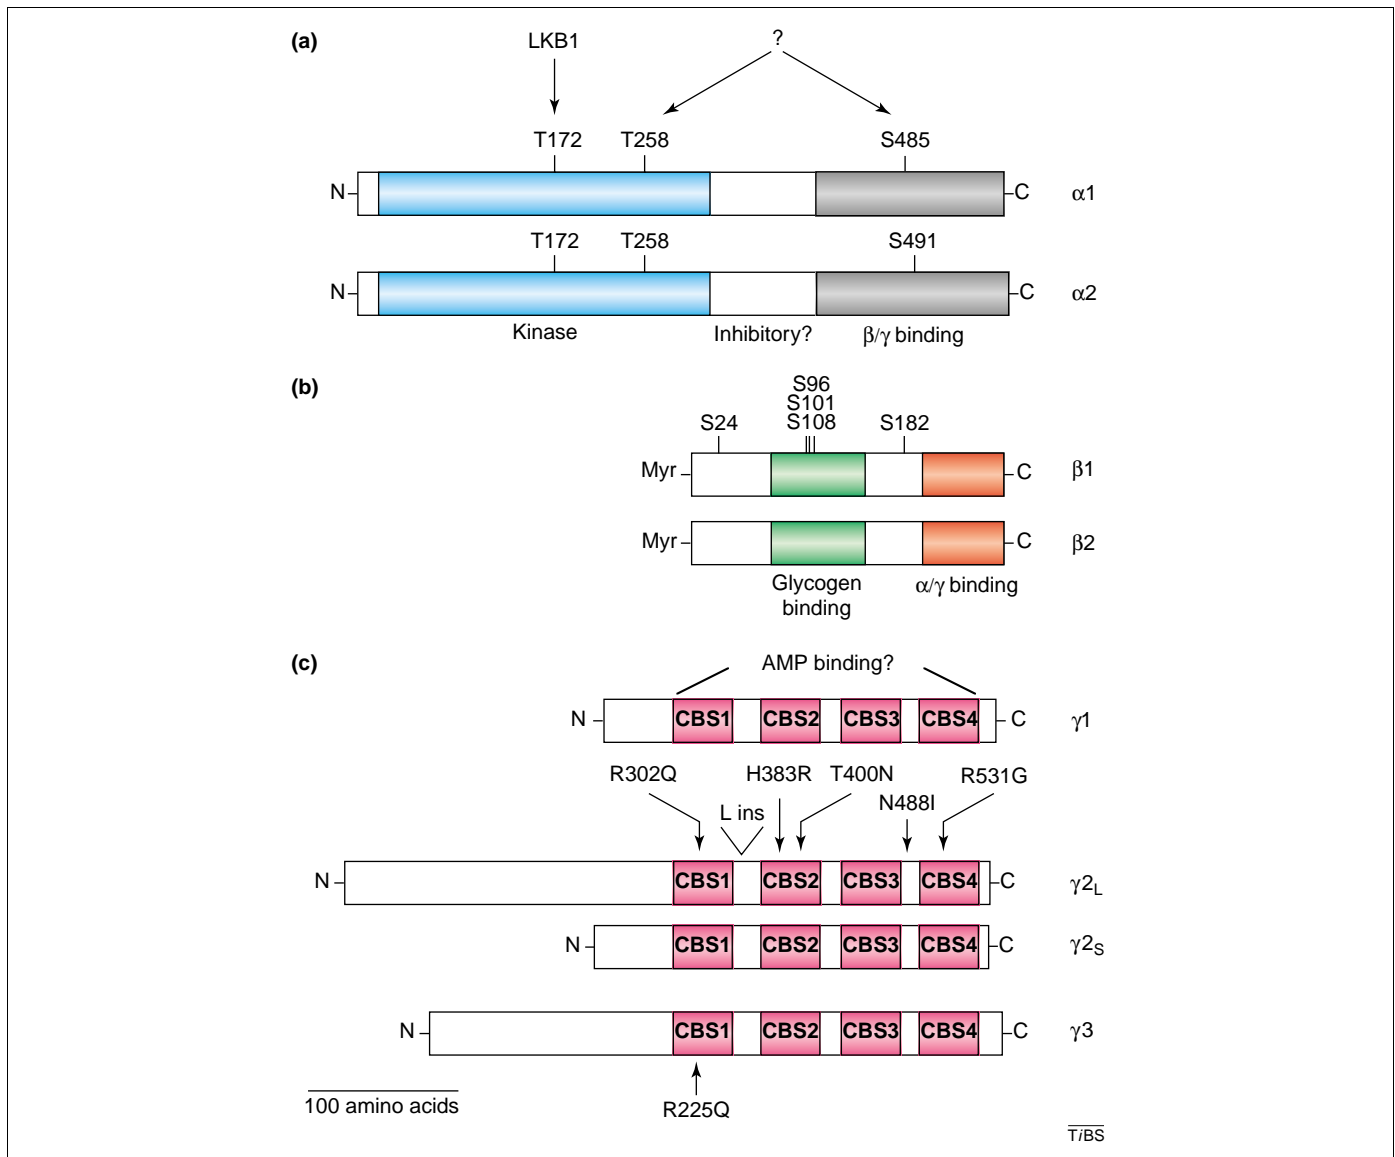 (a)
LKB1 ?
T172 T258 S485
N C α1
T172 T258 S491
N C α2
Kinase Inhibitory? β/γ binding
(b)
S96
S101
S24 S108 S182
Myr C β1
Myr C β2
Glycogen
binding
α/γ binding
(c)
AMP binding?
N CBS1 CBS2 CBS3 CBS4 C γ1
R302Q H383R T400N R531G
L ins N488I
N CBS1 CBS2 CBS3 CBS4 C γ2L
N CBS1 CBS2 CBS3 CBS4 C γ2S
N CBS1 CBS2 CBS3 CBS4 C γ3
100 amino acids
R225Q
TiBS